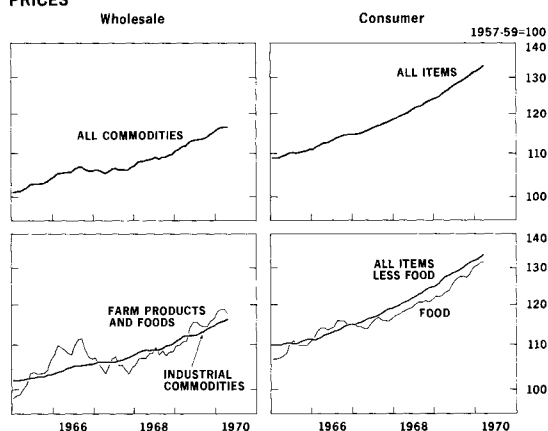 PRICES
Wholesale
Consumer
1957-59=100
ALL COMMODITIES
ALL ITEMS
140
130
120
110
100
FARM PRODUCTS
AND FOODS
INDUSTRIAL
COMMODITIES
ALL ITEMS
LESS FOOD
FOOD
140
130
120
110
100
1966
1968
1970
1966
1968
1970